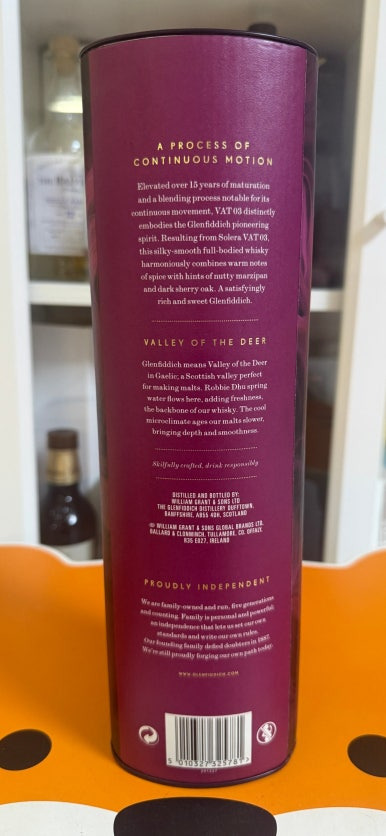 A PROCESS OF
CONTINUOUS MOTION
Elevated over 15 years of maturation
and a blending process notable for its
continuous movement, VAT 03 distinctly
embodies the Glenfiddich pioneering
spirit. Resulting from Solera VAT 03,
this silky-smooth full-bodied whisky
harmoniously combines warm notes
of spice with hints of nutty marzipan
and dark sherry oak. A satisfyingly
rich and sweet Glenfiddich.
VALLEY OF THE DEER
Glenfiddich means Valley of the Deer
in Gaelic; a Scottish valley perfect
for making malts. Robbie Dhu spring
water flows here, adding freshness,
the backbone of our whisky. The cool
microclimate ages our malts slower,
bringing depth and smoothness.
Skilfully crafted, drink responsibly
DISTILLED AND BOTTLED BY:
WILLIAM GRANT & SONS LTD
THE GLENFIDDICH DISTILLERY DUFFTOWN,
BANFFSHIRE, AB55 4DH, SCOTLAND
WILLIAM GRANT & SONS GLOBAL BRANDS LTD,
BALLARD & CLONMINCH, TULLAMORE, CO. OFFALY,
R35 E027, IRELAND
PROUDLY INDEPENDENT
We are family-owned and run, five generations
and counting. Family is personal and powerful;
an independence that lets us set our own
standards and write our own rules.
Our founding family defied doubters in 1887.
We're still proudly forging our own path today.
WWW.GLENFIDDICH.COM
5 010327 325781 >